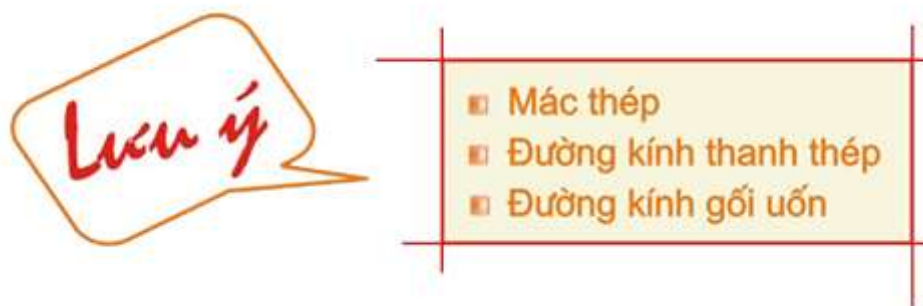 Lưu ý
Mác thép
Đường kính thanh thép
Đường kính gối uốn